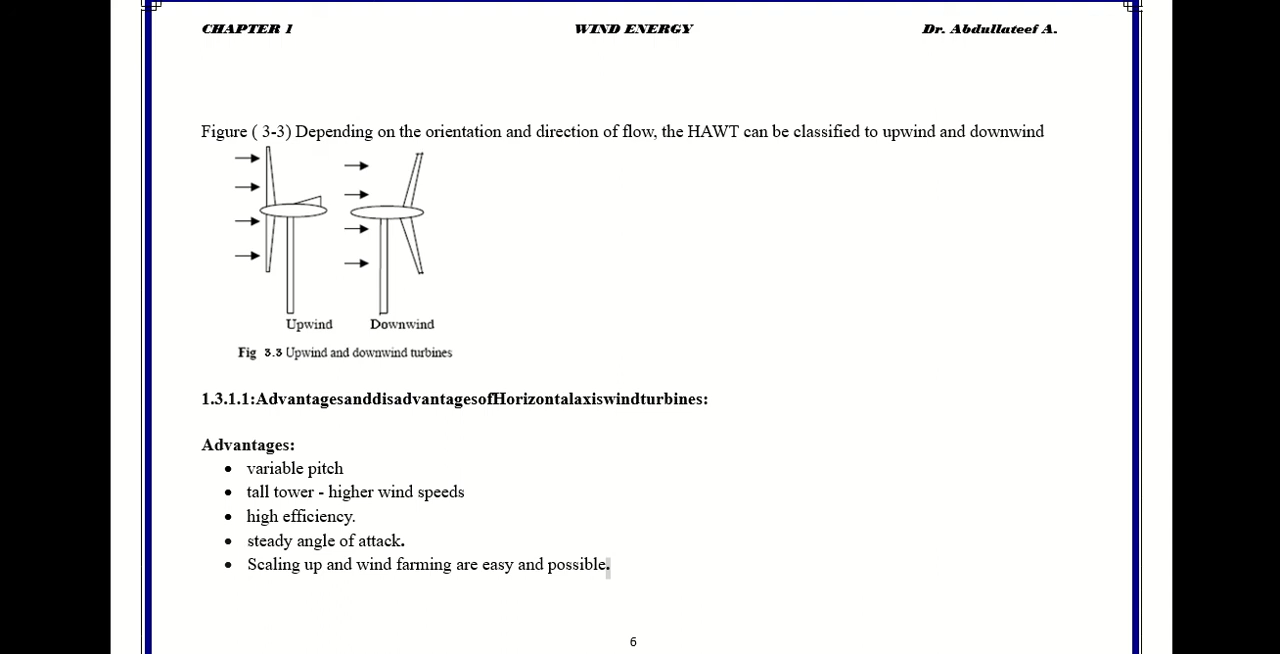 CHAPTER 1 WIND ENERGY Dr. Abdullateef A.
Figure ( 3-3) Depending on the orientation and direction of flow, the HAWT can be classified to upwind and downwind
Upwind Downwind
Fig 3.3 Upwind and downwind turbines
1.3.1.1:AdvantagesanddisadvantagesofHorizontalaxiswindturbines:
Advantages:
• variable pitch
• tall tower - higher wind speeds
• high efficiency.
• steady angle of attack.
• Scaling up and wind farming are easy and possible.
6